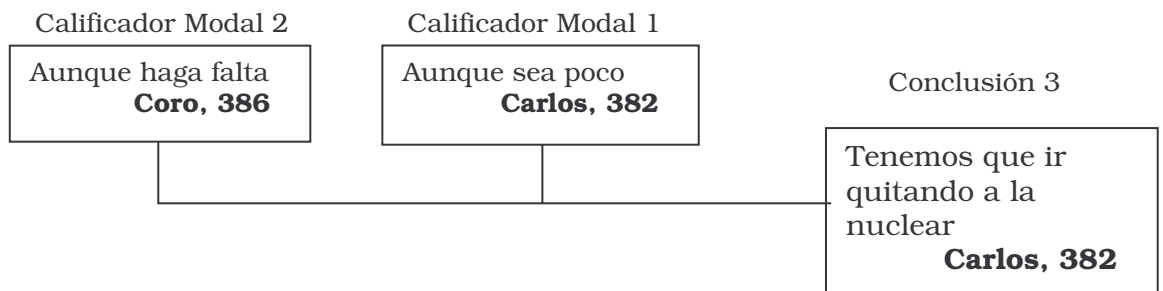 Calificador Modal 2
Aunque haga falta
Coro, 386
Calificador Modal 1
Aunque sea poco
Carlos, 382
Conclusión 3
Tenemos que ir
quitando a la
nuclear
Carlos, 382